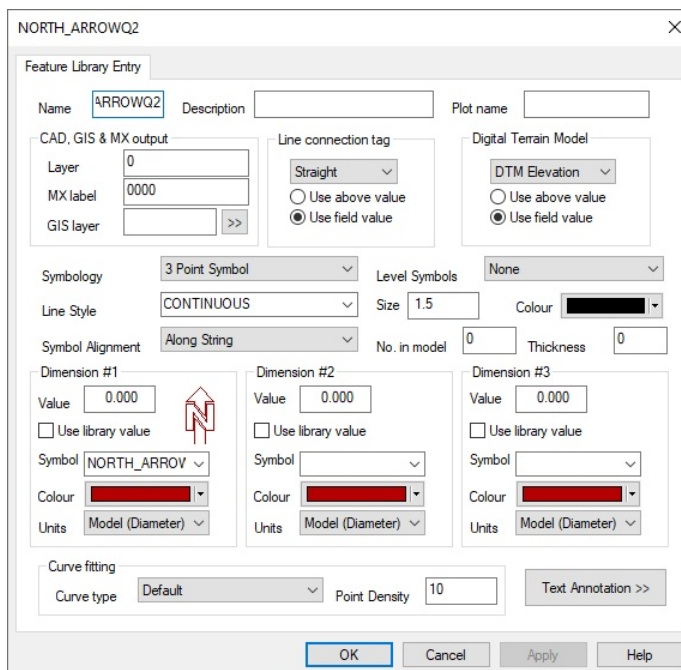 NORTH_ARROWQ2
Feature Library Entry
Name ARROWQ2 Description Plot name
CAD, GIS & MX output
Layer 0
MX label 0000
GIS layer >>
Line connection tag
Straight
Use above value
Use field value
Digital Terrain Model
DTM Elevation
Use above value
Use field value
Symbology 3 Point Symbol Level Symbols None
Line Style CONTINUOUS Size 1.5 Colour
Symbol Alignment Along String No. in model 0 Thickness 0
Dimension #1
Value 0.000
N
Use library value
Symbol NORTH_ARROW
Colour
Units Model (Diameter)
Dimension #2
Value 0.000
Use library value
Symbol
Colour
Units Model (Diameter)
Dimension #3
Value 0.000
Use library value
Symbol
Colour
Units Model (Diameter)
Curve fitting
Curve type Default Point Density 10
Text Annotation >>
OK Cancel Apply Help